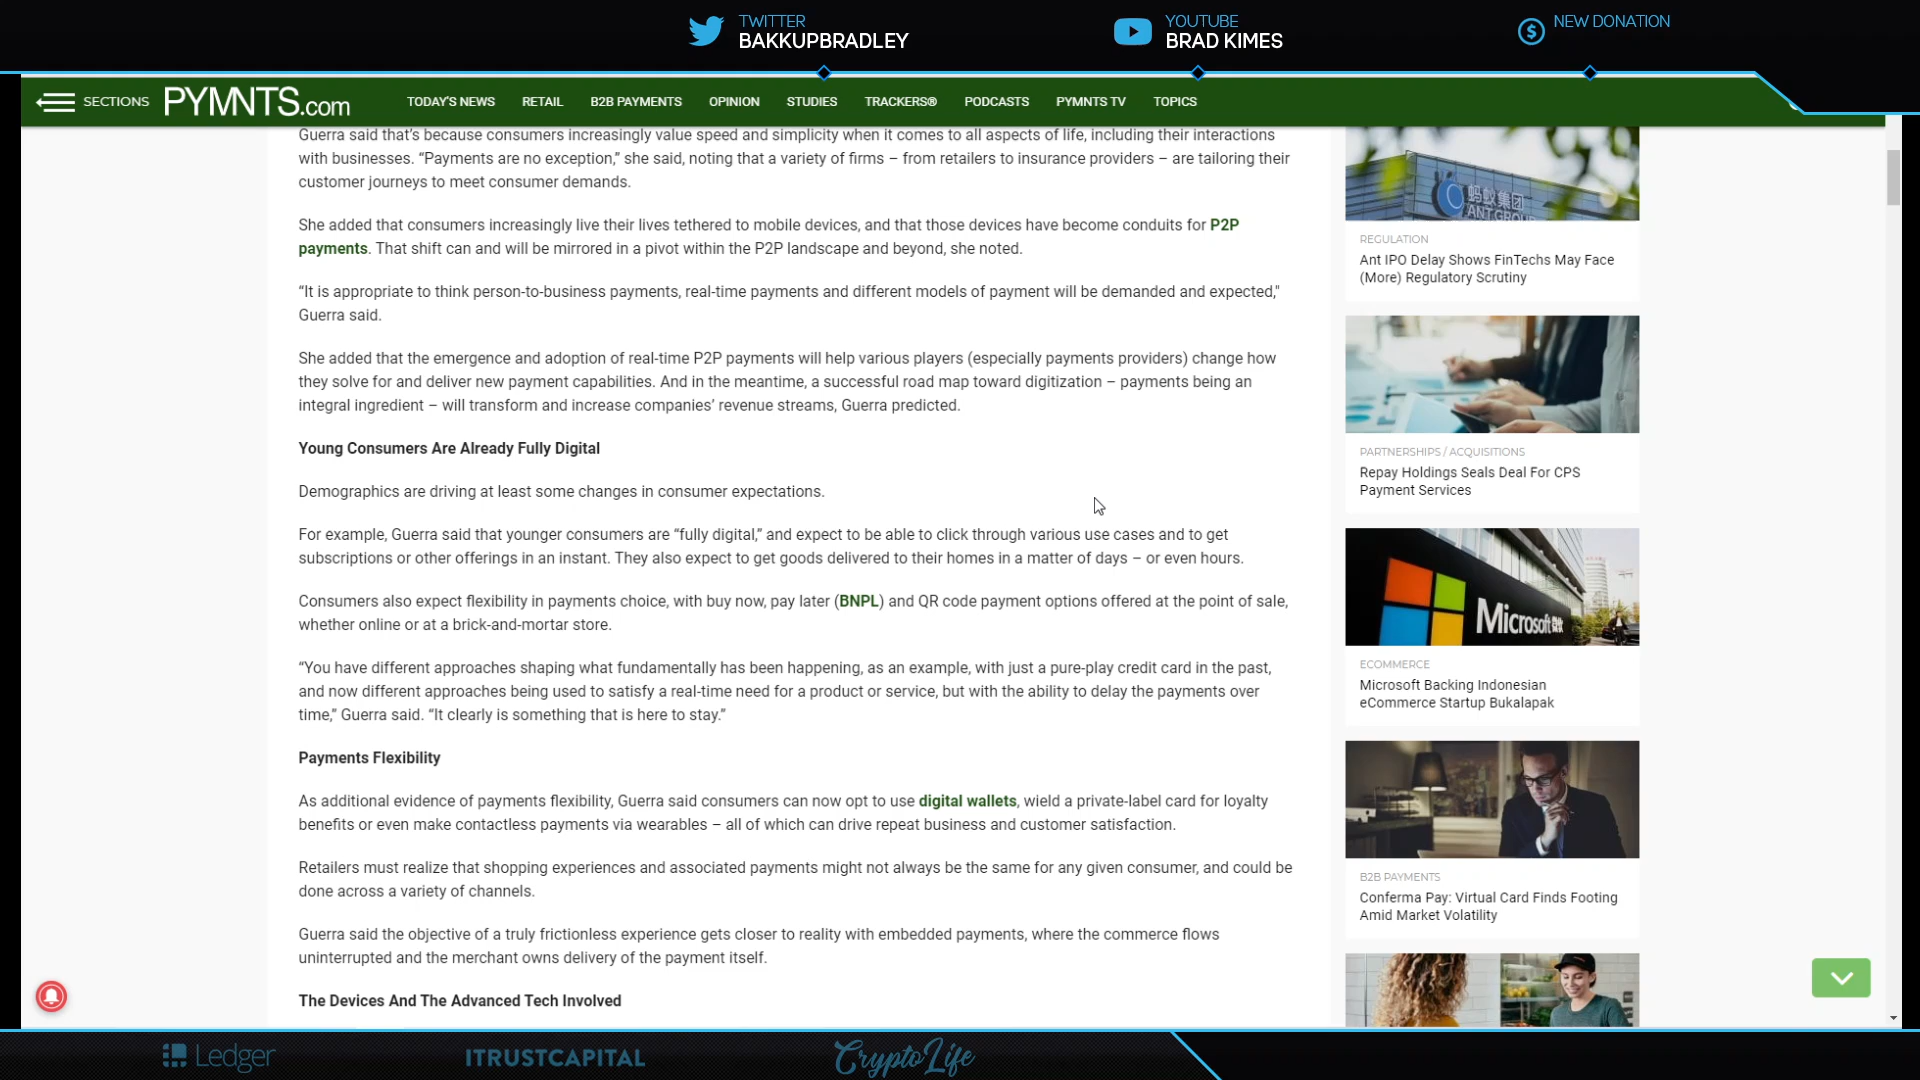 TWITTER
BAKKUPBRADLEY
YOUTUBE
BRAD KIMES
NEW DONATION
SECTIONS
PYMNTS.com
TODAY'S NEWS
RETAIL
B2B PAYMENTS
OPINION
STUDIES
TRACKERS®
PODCASTS
PYMNTS TV
TOPICS
Guerra said that's because consumers increasingly value speed and simplicity when it comes to all aspects of life, including their interactions
with businesses. “Payments are no exception,” she said, noting that a variety of firms – from retailers to insurance providers – are tailoring their
customer journeys to meet consumer demands.
She added that consumers increasingly live their lives tethered to mobile devices, and that those devices have become conduits for P2P
payments. That shift can and will be mirrored in a pivot within the P2P landscape and beyond, she noted.
“It is appropriate to think person-to-business payments, real-time payments and different models of payment will be demanded and expected,"
Guerra said.
She added that the emergence and adoption of real-time P2P payments will help various players (especially payments providers) change how
they solve for and deliver new payment capabilities. And in the meantime, a successful road map toward digitization – payments being an
integral ingredient – will transform and increase companies’ revenue streams, Guerra predicted.
Young Consumers Are Already Fully Digital
Demographics are driving at least some changes in consumer expectations.
For example, Guerra said that younger consumers are “fully digital,” and expect to be able to click through various use cases and to get
subscriptions or other offerings in an instant. They also expect to get goods delivered to their homes in a matter of days – or even hours.
Consumers also expect flexibility in payments choice, with buy now, pay later (BNPL) and QR code payment options offered at the point of sale,
whether online or at a brick-and-mortar store.
“You have different approaches shaping what fundamentally has been happening, as an example, with just a pure-play credit card in the past,
and now different approaches being used to satisfy a real-time need for a product or service, but with the ability to delay the payments over
time,” Guerra said. “It clearly is something that is here to stay.”
Payments Flexibility
As additional evidence of payments flexibility, Guerra said consumers can now opt to use digital wallets, wield a private-label card for loyalty
benefits or even make contactless payments via wearables – all of which can drive repeat business and customer satisfaction.
Retailers must realize that shopping experiences and associated payments might not always be the same for any given consumer, and could be
done across a variety of channels.
Guerra said the objective of a truly frictionless experience gets closer to reality with embedded payments, where the commerce flows
uninterrupted and the merchant owns delivery of the payment itself.
The Devices And The Advanced Tech Involved
蚂蚁集团
ANT GROUP
REGULATION
Ant IPO Delay Shows FinTechs May Face
(More) Regulatory Scrutiny
PARTNERSHIPS / ACQUISITIONS
Repay Holdings Seals Deal For CPS
Payment Services
Microsoft
ECOMMERCE
Microsoft Backing Indonesian
eCommerce Startup Bukalapak
B2B PAYMENTS
Conferma Pay: Virtual Card Finds Footing
Amid Market Volatility
Ledger
ITRUSTCAPITAL
CryptoLife